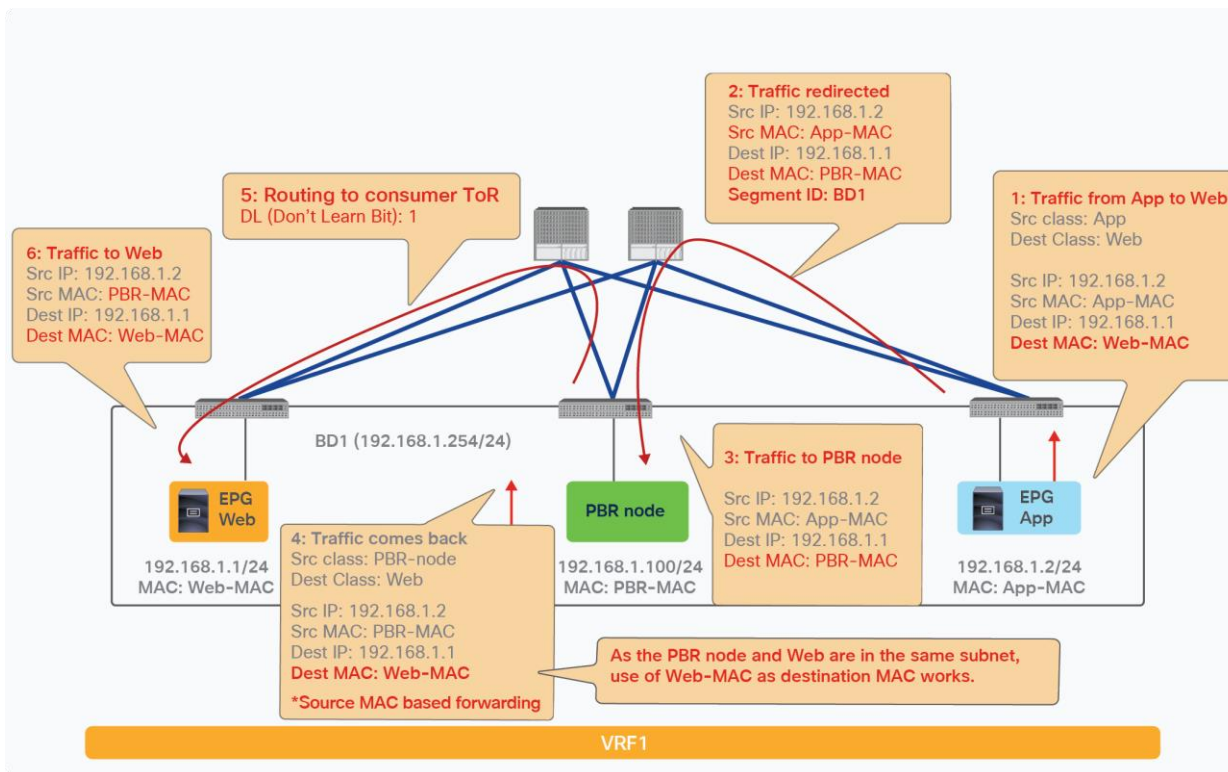 2: Traffic redirected
Src IP: 192.168.1.2
Src MAC: App-MAC
Dest IP: 192.168.1.1
Dest MAC: PBR-MAC
Segment ID: BD1
5: Routing to consumer ToR
DL (Don't Learn Bit): 1
1: Traffic from App to Web
Src class: App
Dest Class: Web
Src IP: 192.168.1.2
Src MAC: App-MAC
Dest IP: 192.168.1.1
Dest MAC: Web-MAC
6: Traffic to Web
Src IP: 192.168.1.2
Src MAC: PBR-MAC
Dest IP: 192.168.1.1
Dest MAC: Web-MAC
BD1 (192.168.1.254/24)
3: Traffic to PBR node
Src IP: 192.168.1.2
Src MAC: App-MAC
Dest IP: 192.168.1.1
Dest MAC: PBR-MAC
EPG
Web
192.168.1.1/24
MAC: Web-MAC
PBR node
192.168.1.100/24
MAC: PBR-MAC
EPG
App
192.168.1.2/24
MAC: App-MAC
4: Traffic comes back
Src class: PBR-node
Dest Class: Web
Src IP: 192.168.1.2
Src MAC: PBR-MAC
Dest IP: 192.168.1.1
Dest MAC: Web-MAC
*Source MAC based forwarding
As the PBR node and Web are in the same subnet,
use of Web-MAC as destination MAC works.
VRF1